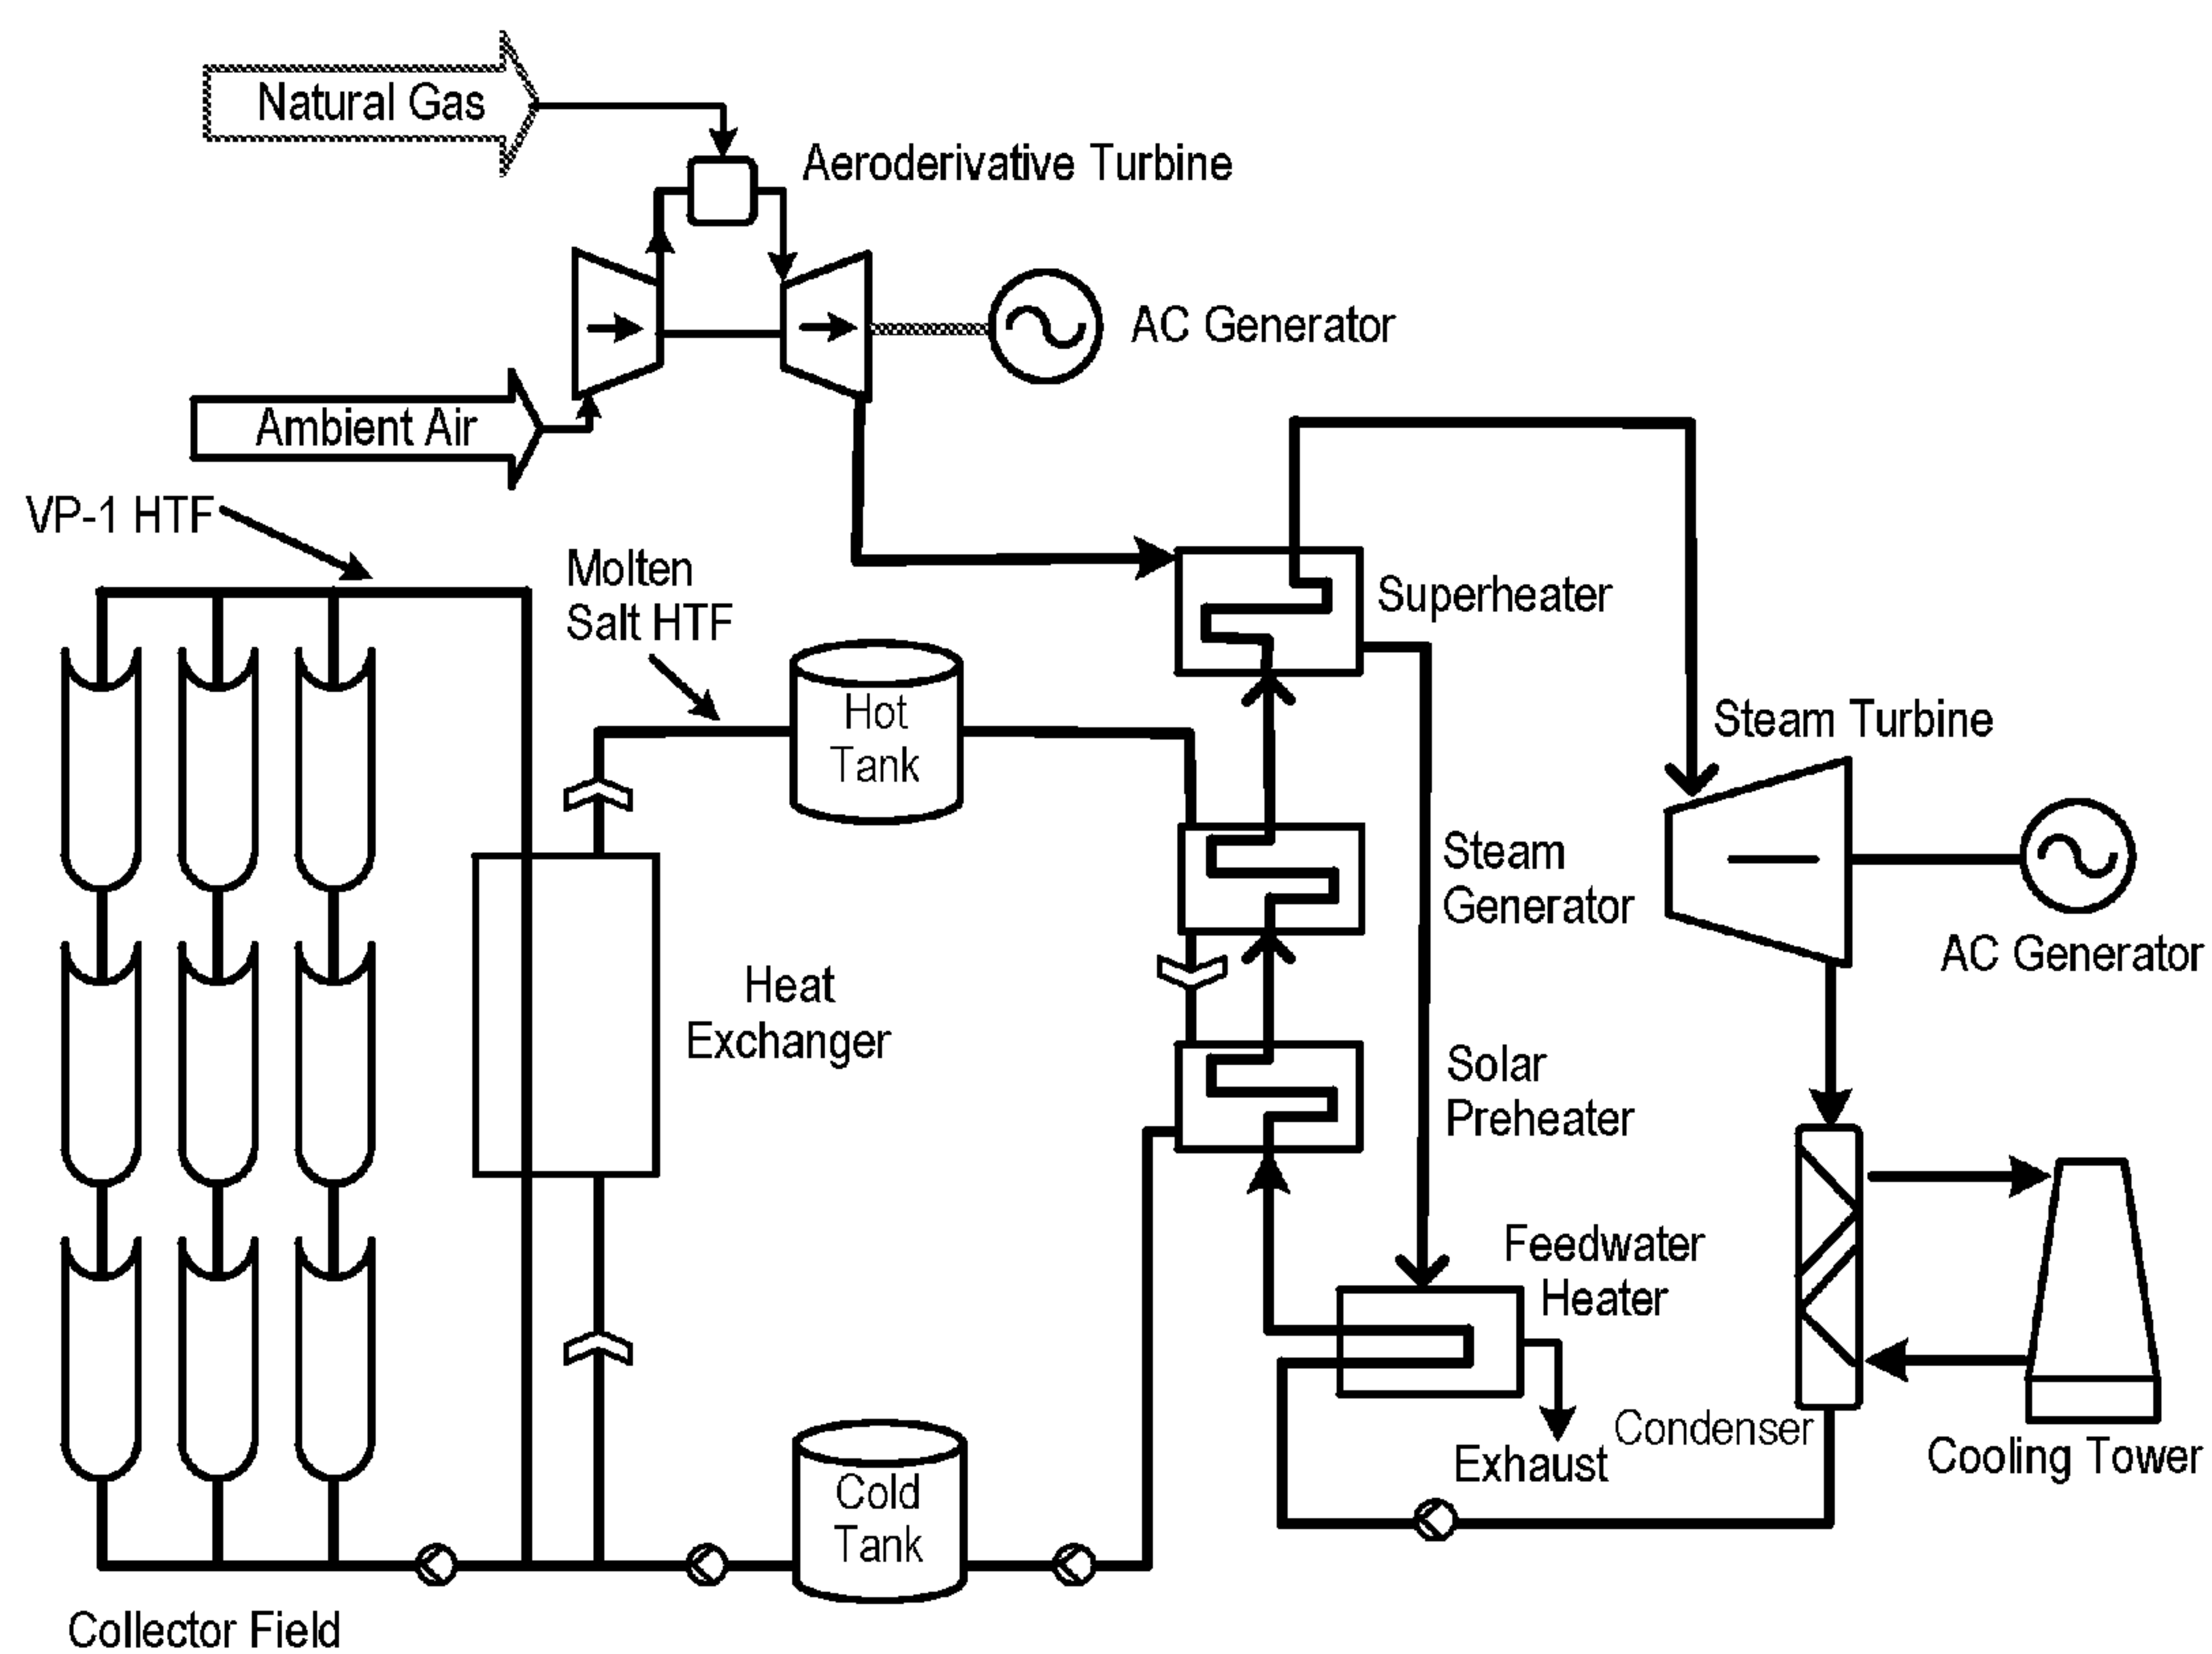 Natural Gas
Aeroderivative Turbine
AC Generator
Ambient Air
VP-1 HTF
Molten
Salt HTF
Superheater
Hot
Tank
Steam Turbine
Steam
Generator
AC Generator
Heat
Exchanger
Solar
Preheater
Feedwater
Heater
Condenser
Exhaust
Cooling Tower
Cold
Tank
Collector Field